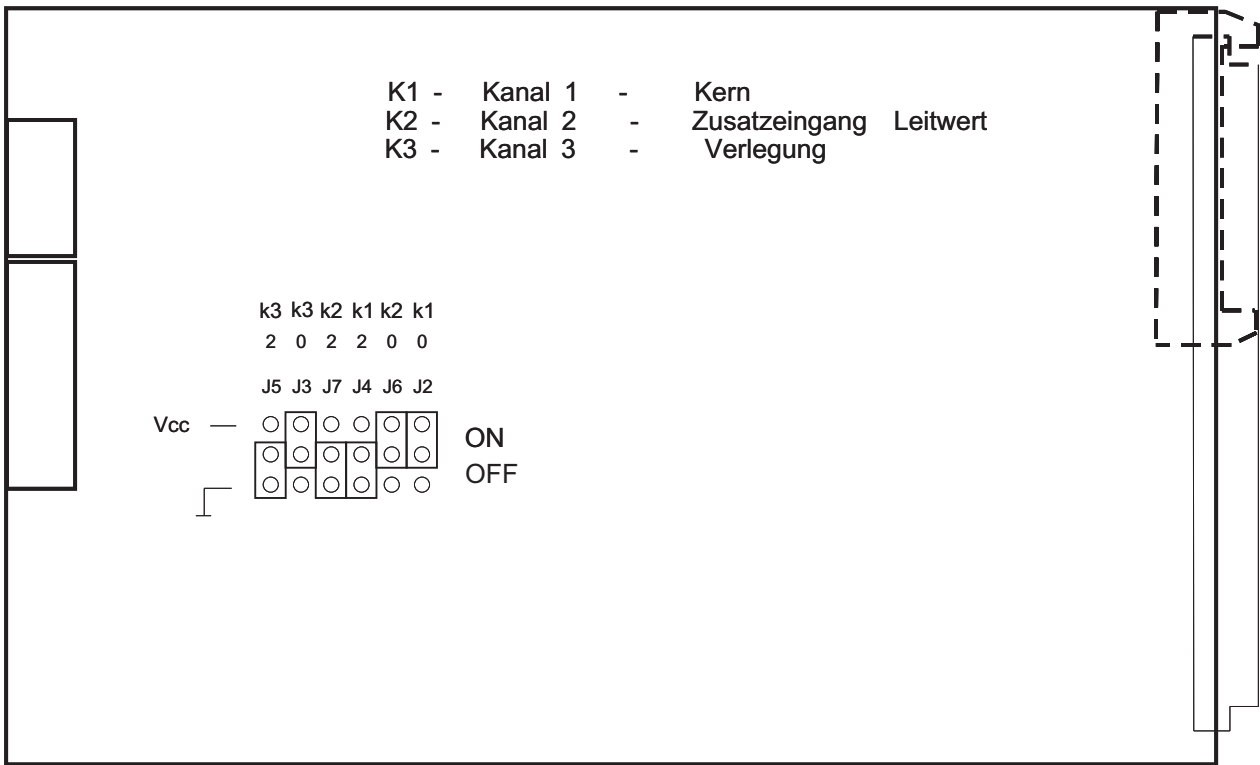 K1 - Kanal 1 - Kern
K2 - Kanal 2 - Zusatzeingang Leitwert
K3 - Kanal 3 - Verlegung
k3 k3 k2 k1 k2 k1
2 0 2 2 0 0
J5 J3 J7 J4 J6 J2
Vcc
ON
OFF